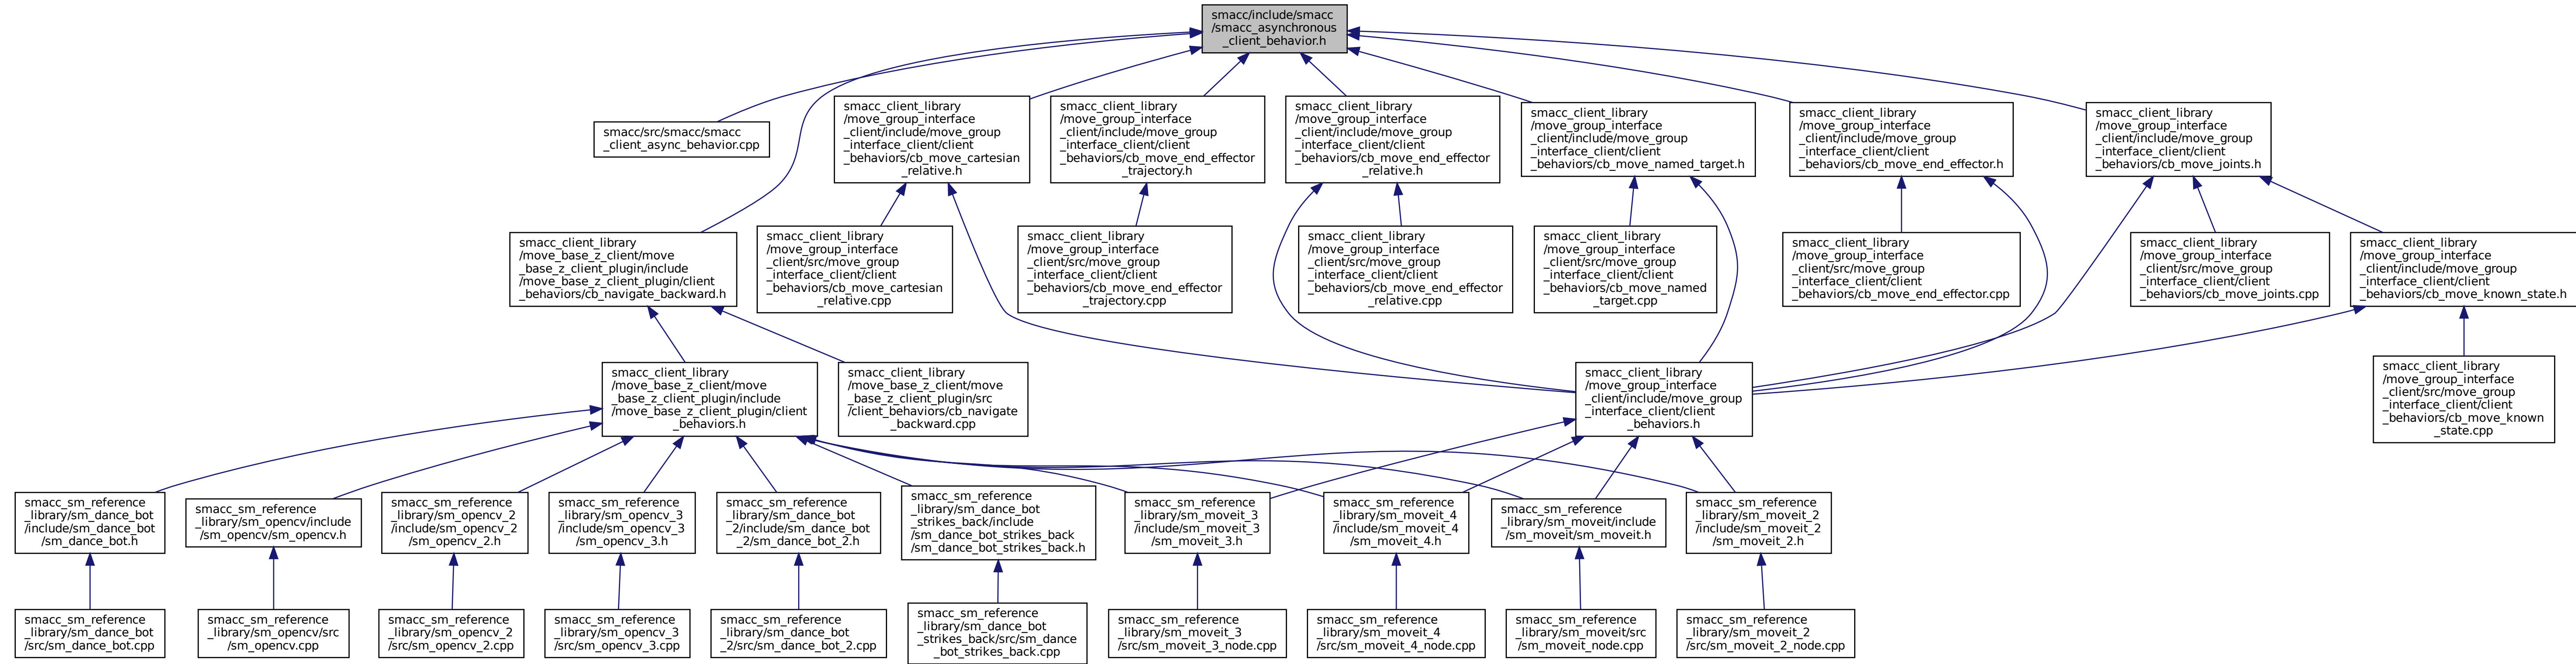 smacc/include/smacc
/smacc_asynchronous
_client_behavior.h
smacc/src/smacc/smacc
_client_async_behavior.cpp
smacc_client_library
/move_group_interface
_client/include/move_group
_interface_client/client
_behaviors/cb_move_cartesian
_relative.h
smacc_client_library
/move_group_interface
_client/include/move_group
_interface_client/client
_behaviors/cb_move_end_effector
_trajectory.h
smacc_client_library
/move_group_interface
_client/include/move_group
_interface_client/client
_behaviors/cb_move_end_effector
_relative.h
smacc_client_library
/move_group_interface
_client/include/move_group
_interface_client/client
_behaviors/cb_move_named_target.h
smacc_client_library
/move_group_interface
_client/include/move_group
_interface_client/client
_behaviors/cb_move_end_effector.h
smacc_client_library
/move_group_interface
_client/include/move_group
_interface_client/client
_behaviors/cb_move_joints.h
smacc_client_library
/move_base_z_client/move
_base_z_client_plugin/include
/move_base_z_client_plugin/client
_behaviors/cb_navigate_backward.h
smacc_client_library
/move_group_interface
_client/src/move_group
_interface_client/client
_behaviors/cb_move_cartesian
_relative.cpp
smacc_client_library
/move_group_interface
_client/src/move_group
_interface_client/client
_behaviors/cb_move_end_effector
_trajectory.cpp
smacc_client_library
/move_group_interface
_client/src/move_group
_interface_client/client
_behaviors/cb_move_end_effector
_relative.cpp
smacc_client_library
/move_group_interface
_client/src/move_group
_interface_client/client
_behaviors/cb_move_named
_target.cpp
smacc_client_library
/move_group_interface
_client/src/move_group
_interface_client/client
_behaviors/cb_move_end_effector.cpp
smacc_client_library
/move_group_interface
_client/src/move_group
_interface_client/client
_behaviors/cb_move_joints.cpp
smacc_client_library
/move_group_interface
_client/include/move_group
_interface_client/client
_behaviors/cb_move_known_state.h
smacc_client_library
/move_base_z_client/move
_base_z_client_plugin/include
/move_base_z_client_plugin/client
_behaviors.h
smacc_client_library
/move_base_z_client/move
_base_z_client_plugin/src
/client_behaviors/cb_navigate
_backward.cpp
smacc_client_library
/move_group_interface
_client/include/move_group
_interface_client/client
_behaviors.h
smacc_client_library
/move_group_interface
_client/src/move_group
_interface_client/client
_behaviors/cb_move_known
_state.cpp
smacc_sm_reference
_library/sm_dance_bot
/include/sm_dance_bot
/sm_dance_bot.h
smacc_sm_reference
_library/sm_opencv/include
/sm_opencv/sm_opencv.h
smacc_sm_reference
_library/sm_opencv_2
/include/sm_opencv_2
/sm_opencv_2.h
smacc_sm_reference
_library/sm_opencv_3
/include/sm_opencv_3
/sm_opencv_3.h
smacc_sm_reference
_library/sm_dance_bot
_2/include/sm_dance_bot
_2/sm_dance_bot_2.h
smacc_sm_reference
_library/sm_dance_bot
_strikes_back/include
/sm_dance_bot_strikes_back
/sm_dance_bot_strikes_back.h
smacc_sm_reference
_library/sm_moveit_3
/include/sm_moveit_3
/sm_moveit_3.h
smacc_sm_reference
_library/sm_moveit_4
/include/sm_moveit_4
/sm_moveit_4.h
smacc_sm_reference
_library/sm_moveit/include
/sm_moveit/sm_moveit.h
smacc_sm_reference
_library/sm_moveit_2
/include/sm_moveit_2
/sm_moveit_2.h
smacc_sm_reference
_library/sm_dance_bot
/src/sm_dance_bot.cpp
smacc_sm_reference
_library/sm_opencv/src
/sm_opencv.cpp
smacc_sm_reference
_library/sm_opencv_2
/src/sm_opencv_2.cpp
smacc_sm_reference
_library/sm_opencv_3
/src/sm_opencv_3.cpp
smacc_sm_reference
_library/sm_dance_bot
_2/src/sm_dance_bot_2.cpp
smacc_sm_reference
_library/sm_dance_bot
_strikes_back/src/sm_dance
_bot_strikes_back.cpp
smacc_sm_reference
_library/sm_moveit_3
/src/sm_moveit_3_node.cpp
smacc_sm_reference
_library/sm_moveit_4
/src/sm_moveit_4_node.cpp
smacc_sm_reference
_library/sm_moveit/src
/sm_moveit_node.cpp
smacc_sm_reference
_library/sm_moveit_2
/src/sm_moveit_2_node.cpp